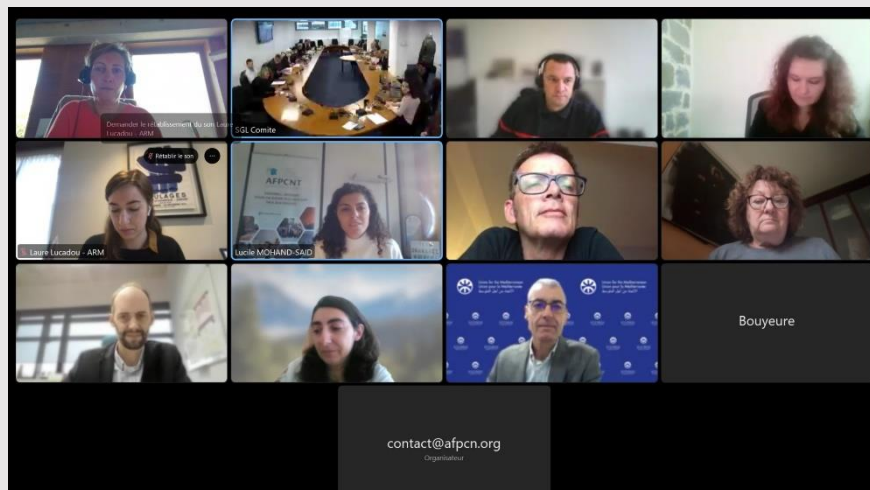 Demander le rétablissement du son Laure
Lucadou - ARM
SGL Comite
Rétablir le son
Laure Lucadou - ARM
AFPCNT
Lucile MOHAND-SAID
Union for the Mediterranean
Union pour la Méditerranée
Bouyeure
contact@afpcn.org
Organisateur